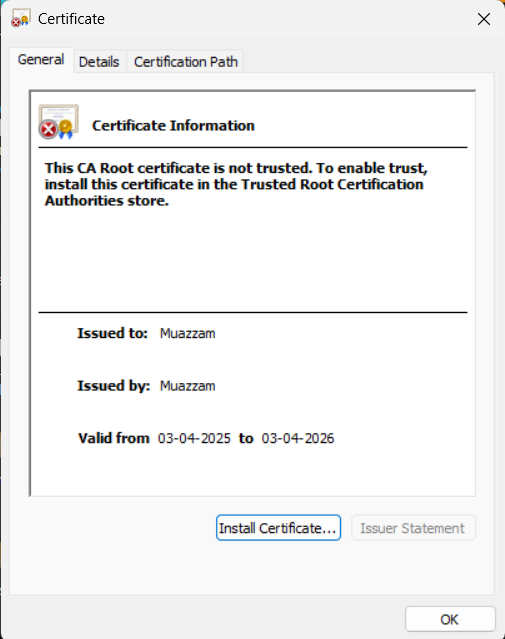 Certificate
General Details Certification Path
Certificate Information
This CA Root certificate is not trusted. To enable trust,
install this certificate in the Trusted Root Certification
Authorities store.
Issued to: Muazzam
Issued by: Muazzam
Valid from 03-04-2025 to 03-04-2026
Install Certificate... Issuer Statement
OK